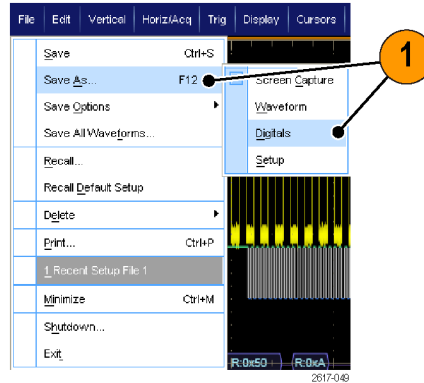 File Edit Vertical Horiz/Acq Trig Display Cursors
Save Ctrl+S
Save As... F12
Save Options
Save All Waveforms...
Recall...
Recall Default Setup
Delete
Print... Ctrl+P
1 Recent Setup File 1
Minimize Ctrl+M
Shutdown...
Exit
Screen Capture
Waveform
Digitals
Setup
1
R:0x50 R:0xA
2617-049